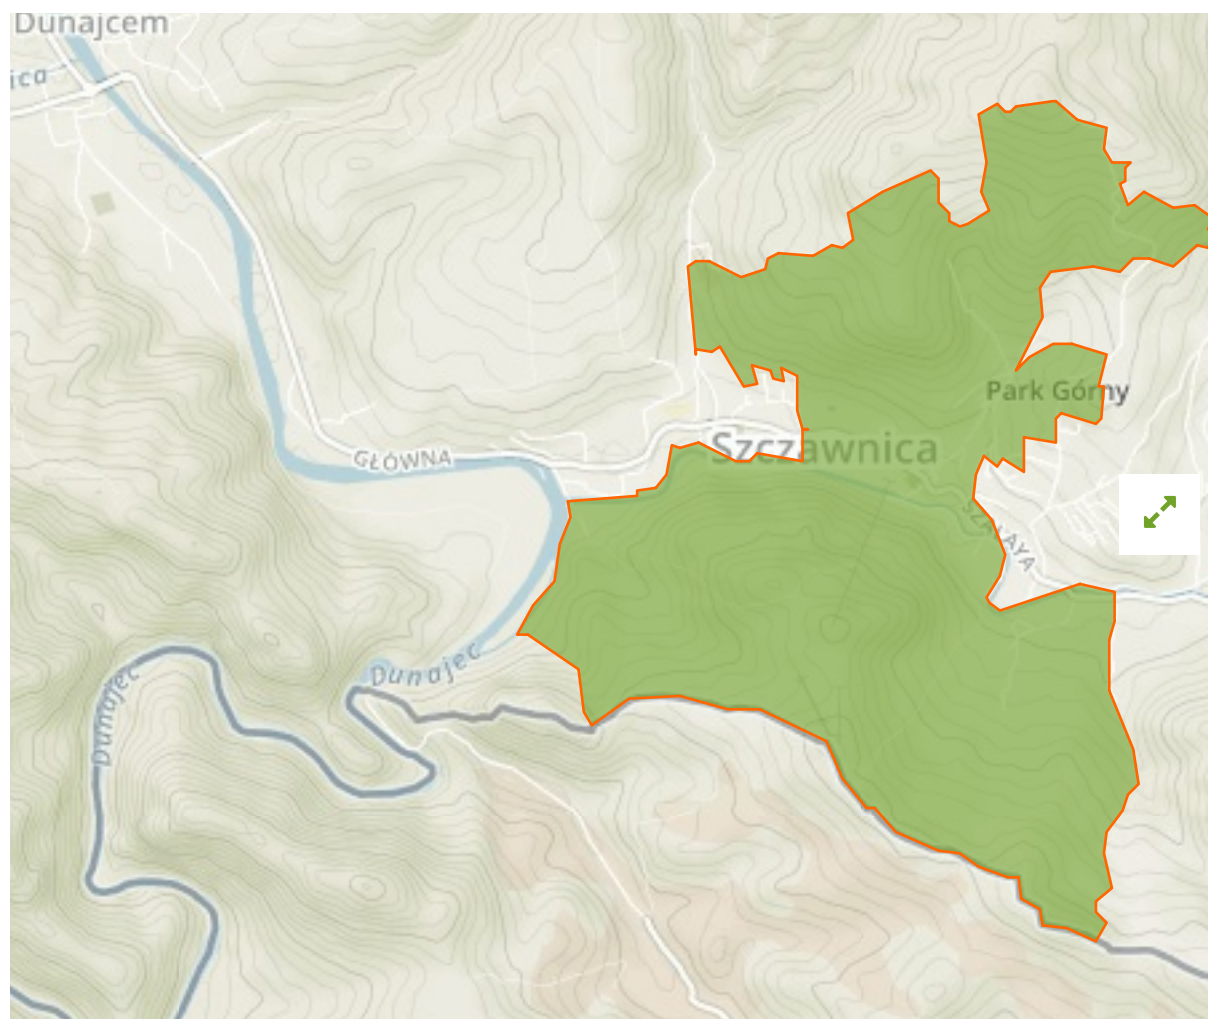 Dunajcem
ica
Park Górny
Szczawnica
GŁÓWNA
SZALAYA
Dunajec
Dunajec